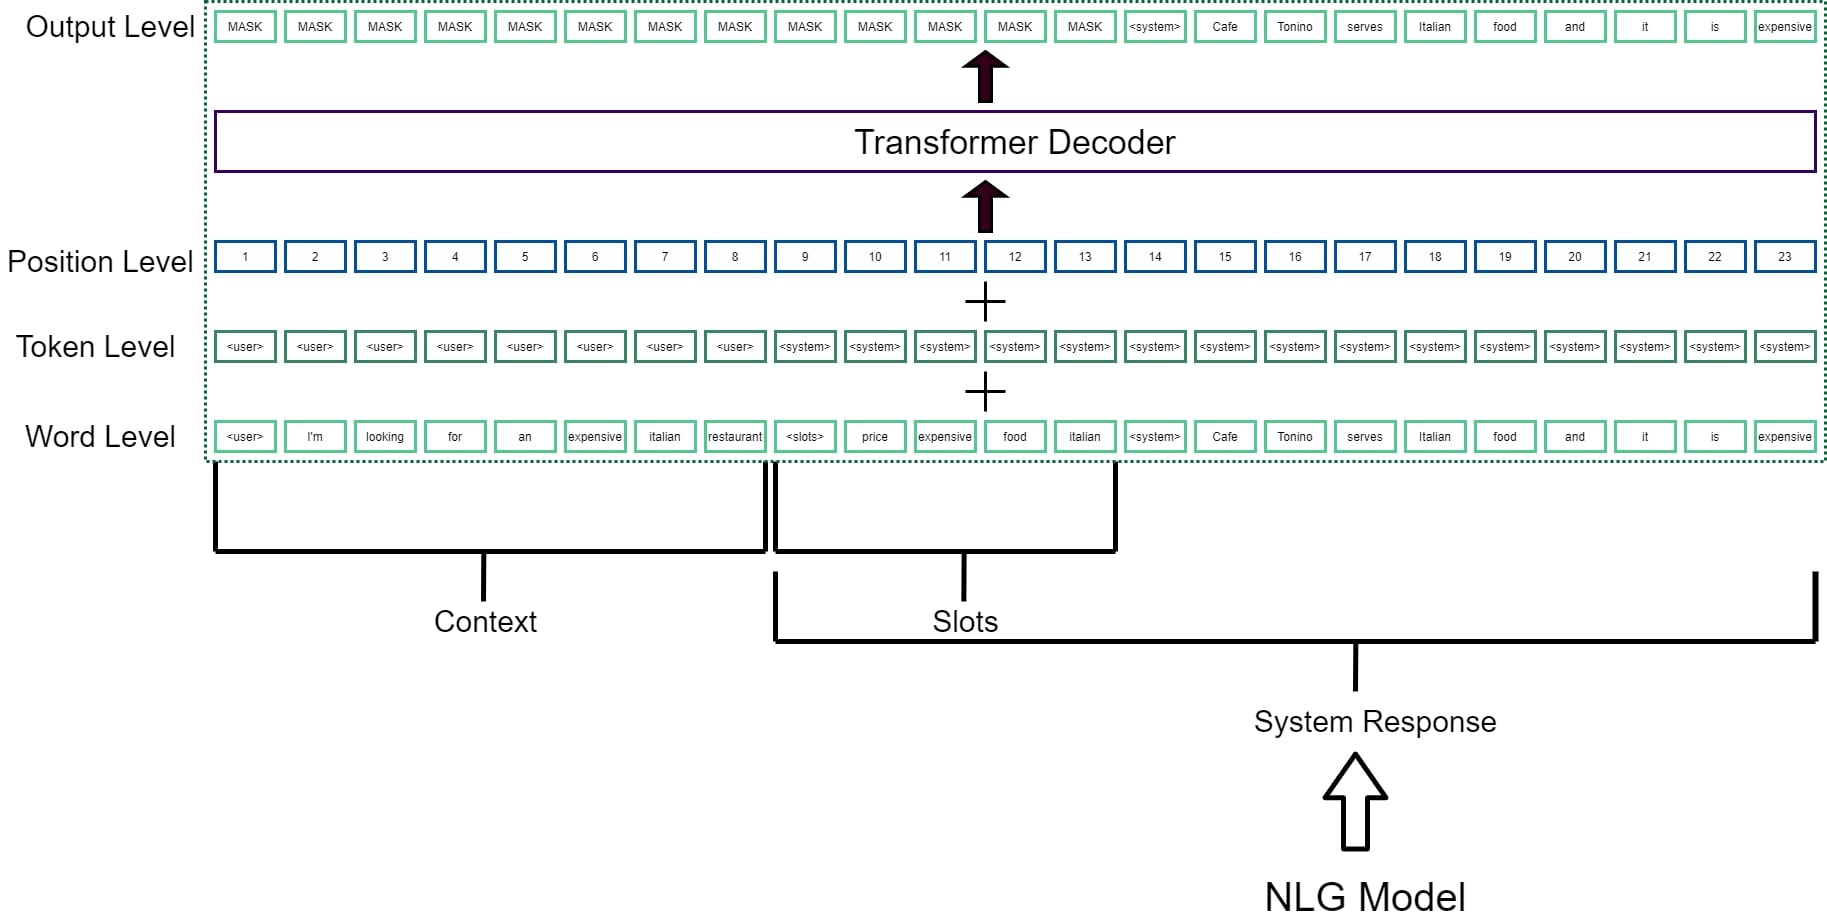 Output Level MASK MASK MASK MASK MASK MASK MASK MASK MASK MASK MASK MASK MASK <system> Cafe Tonino serves Italian food and it is expensive
Transformer Decoder
Position Level 1 2 3 4 5 6 7 8 9 10 11 12 13 14 15 16 17 18 19 20 21 22 23
Token Level <user> <user> <user> <user> <user> <user> <user> <user> <system> <system> <system> <system> <system> <system> <system> <system> <system> <system> <system> <system> <system> <system> <system>
Word Level <user> I'm looking for an expensive italian restaurant <slots> price expensive food italian <system> Cafe Tonino serves Italian food and it is expensive
Context Slots
System Response
NLG Model